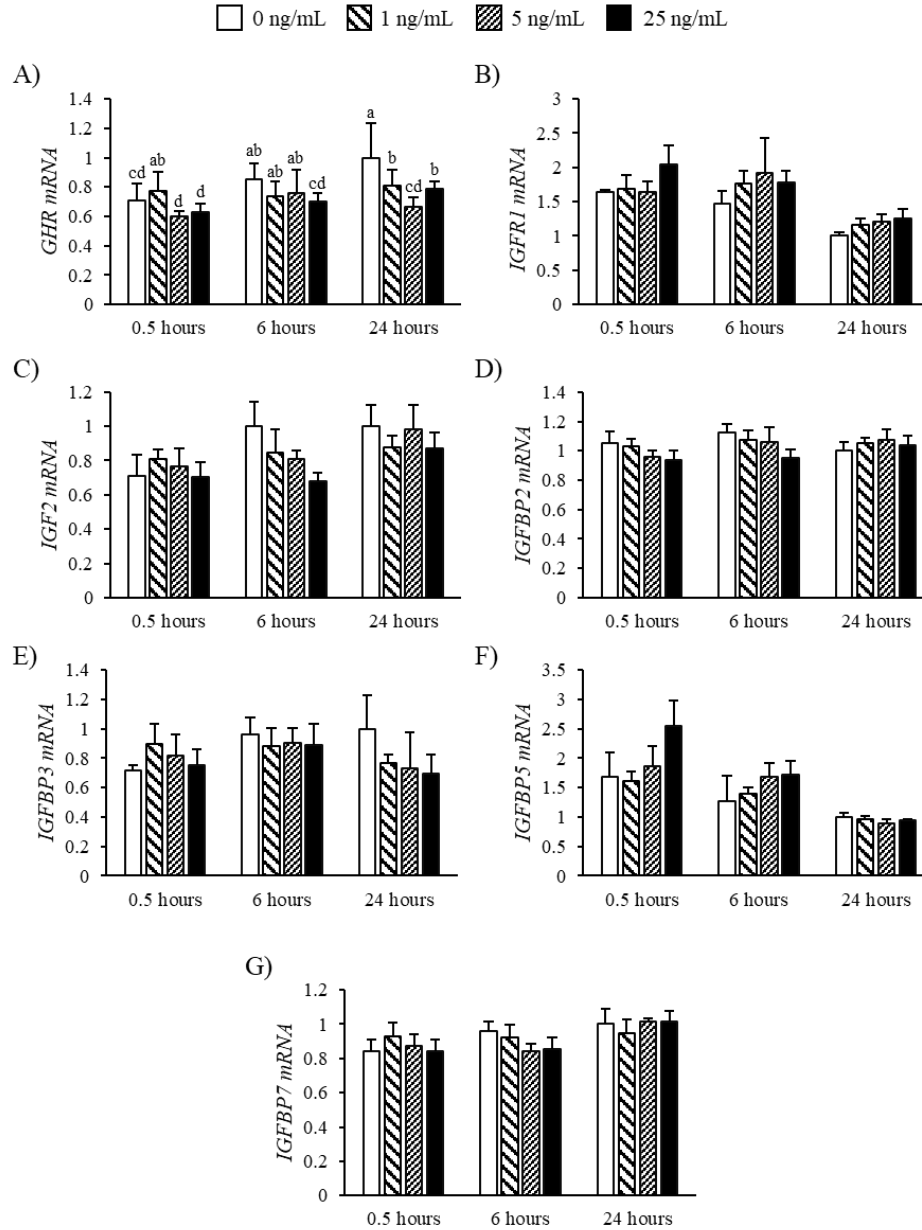 0 ng/mL 1 ng/mL 5 ng/mL 25 ng/mL
A)
GHR mRNA
1.4
1.2
1
0.8
0.6
0.4
0.2
0
cd ab d d
ab ab ab cd
a b cd b
0.5 hours 6 hours 24 hours
B)
IGFR1 mRNA
3
2.5
2
1.5
1
0.5
0
0.5 hours 6 hours 24 hours
C)
IGF2 mRNA
1.2
1
0.8
0.6
0.4
0.2
0
0.5 hours 6 hours 24 hours
D)
IGFBP2 mRNA
1.4
1.2
1
0.8
0.6
0.4
0.2
0
0.5 hours 6 hours 24 hours
E)
IGFBP3 mRNA
1.4
1.2
1
0.8
0.6
0.4
0.2
0
0.5 hours 6 hours 24 hours
F)
IGFBP5 mRNA
3.5
3
2.5
2
1.5
1
0.5
0
0.5 hours 6 hours 24 hours
G)
IGFBP7 mRNA
1.2
1
0.8
0.6
0.4
0.2
0
0.5 hours 6 hours 24 hours